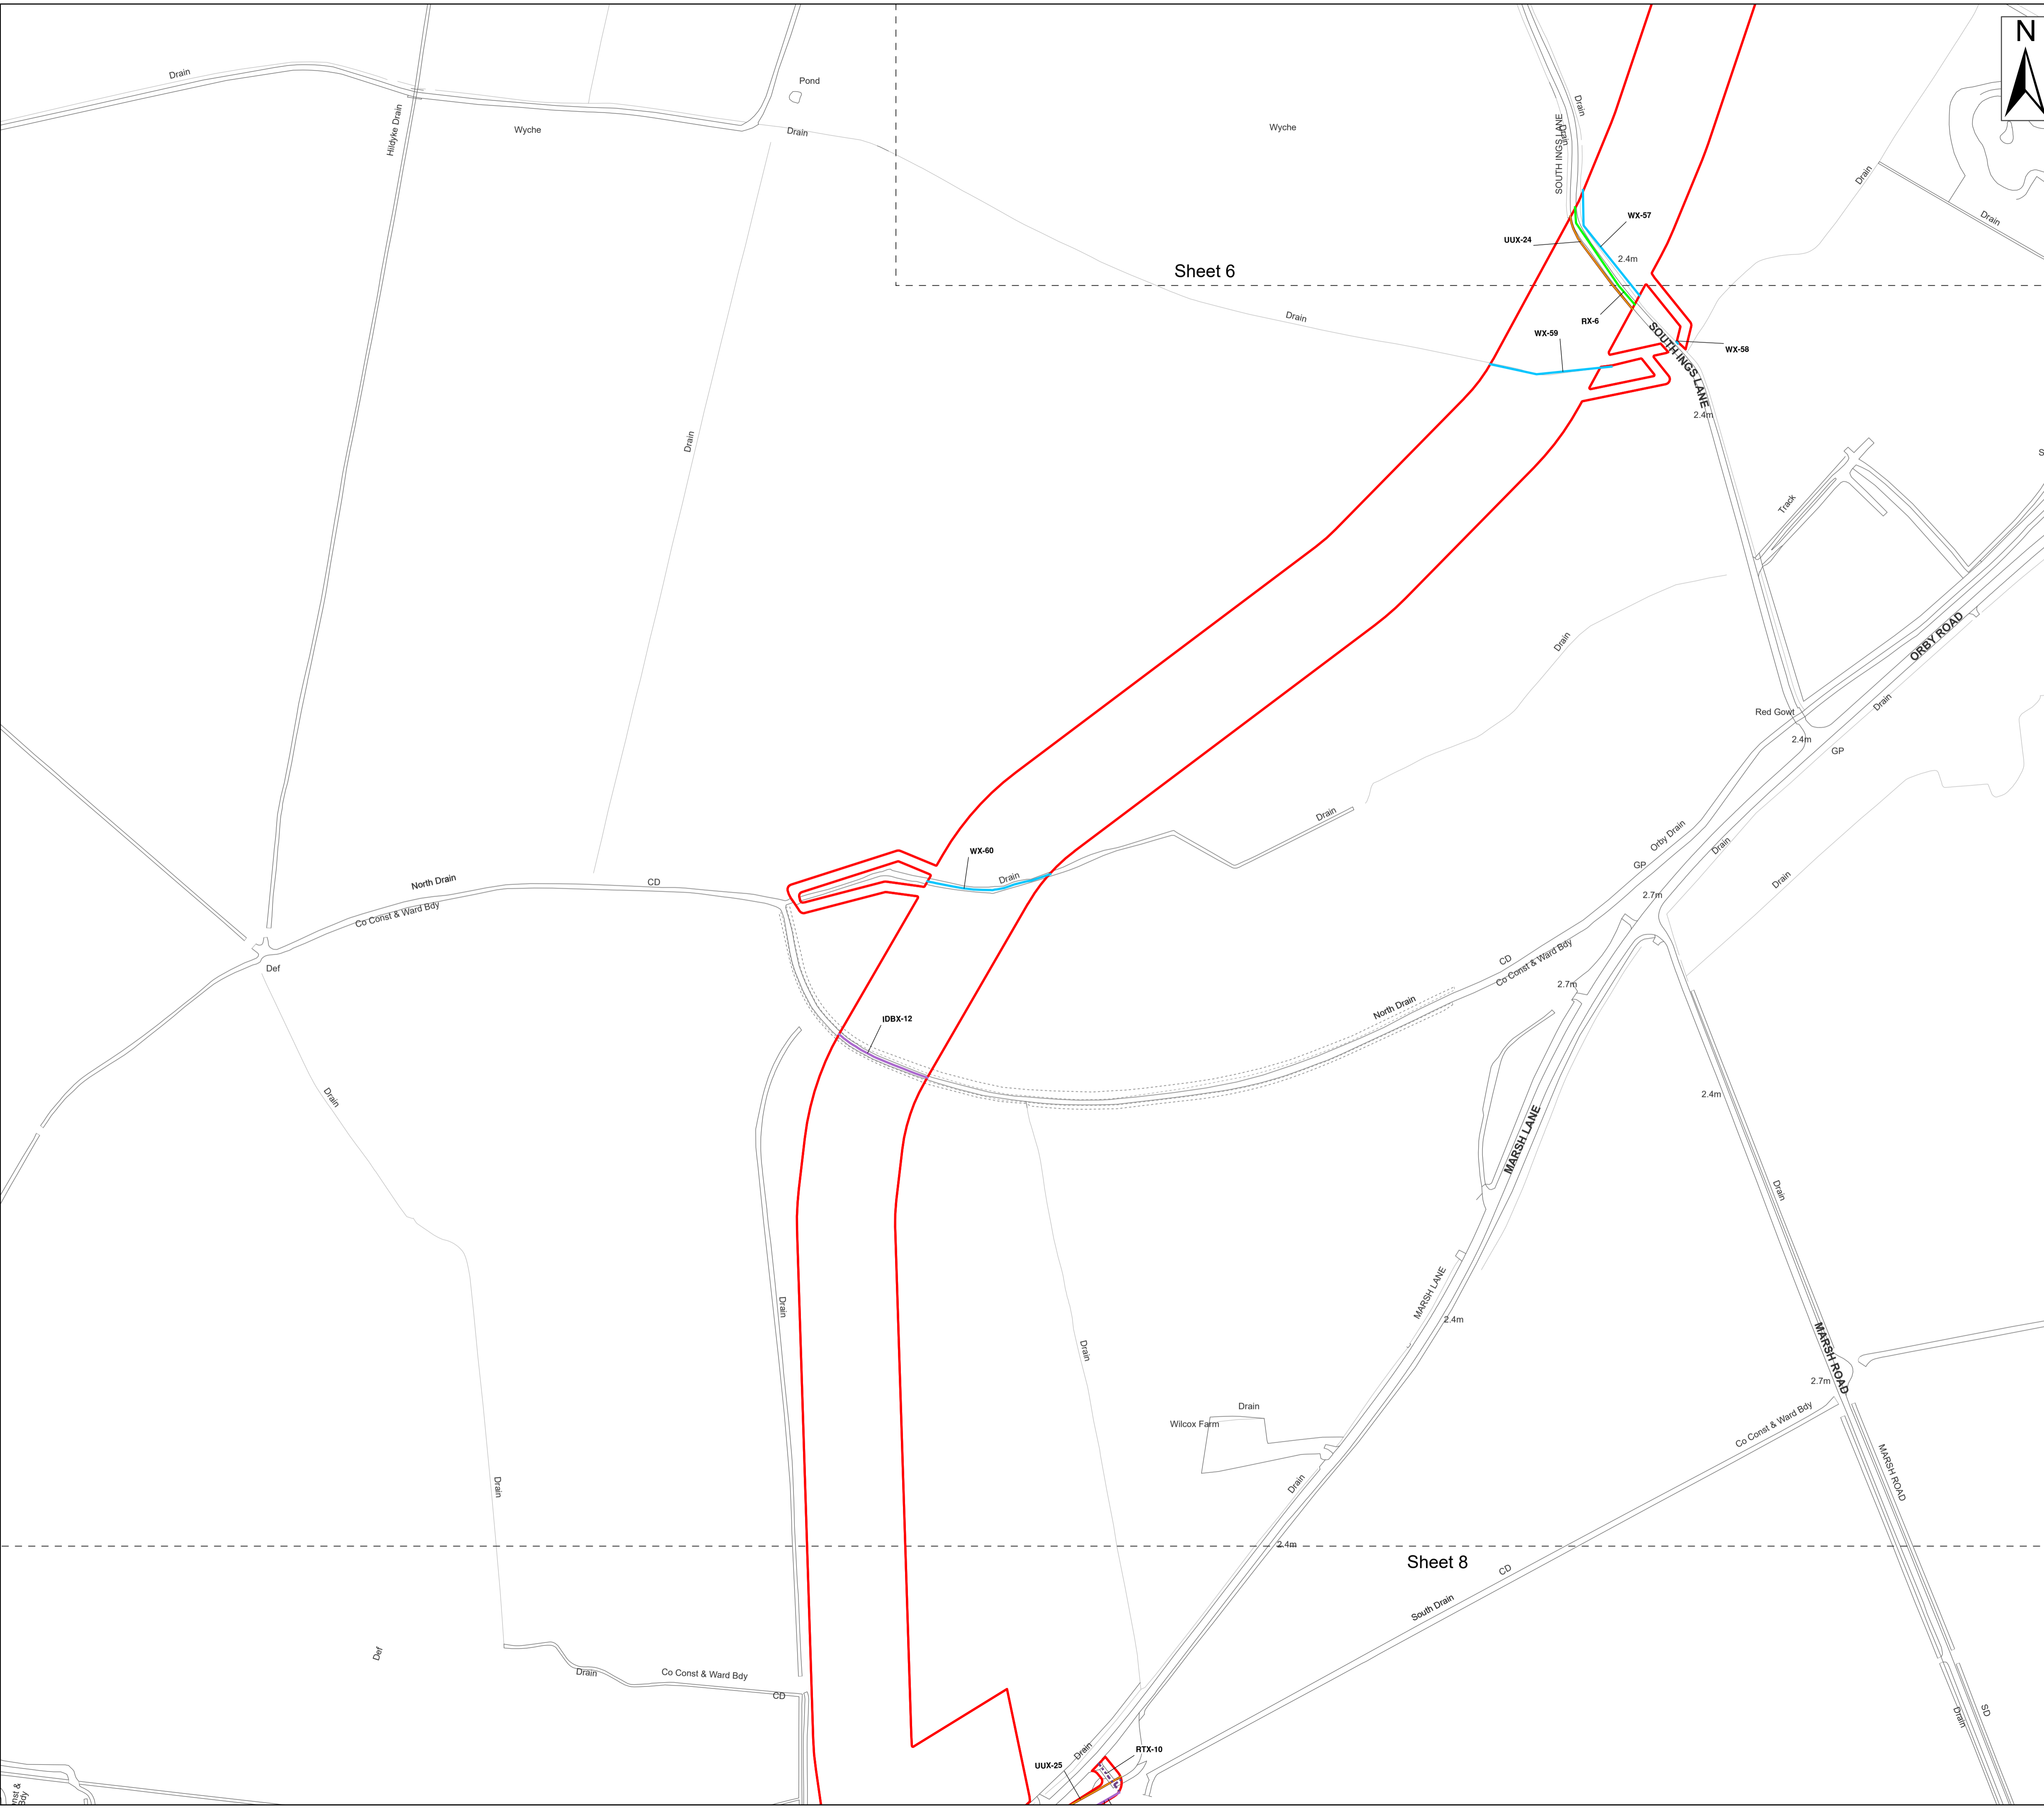 N
Drain
Hildyke Drain
Wyche
Pond
Drain
Wyche
Drain
SOUTH INGS LANE
Drain
Drain
Drain
WX-57
UUX-24
2.4m
Sheet 6
RX-6
Drain
WX-59
SOUTH INGS LANE
WX-58
2.4m
Drain
S
Track
Drain
ORBY ROAD
Drain
Red Gowt
2.4m
GP
Drain
Orby Drain
Drain
GP
WX-60
Drain
North Drain
CD
Co Const & Ward Bdy
Drain
2.7m
Def
CD
Co Const & Ward Bdy
2.7m
North Drain
IDBX-12
Drain
2.4m
MARSH LANE
Drain
MARSH LANE
Drain
2.4m
Drain
MARSH ROAD
2.7m
Drain
Wilcox Farm
Co Const & Ward Bdy
MARSH ROAD
Drain
Drain
2.4m
Sheet 8
CD
South Drain
Def
Drain
Co Const & Ward Bdy
CD
SD
Drain
Drain
RTX-10
UUX-25
onst &
Bdy